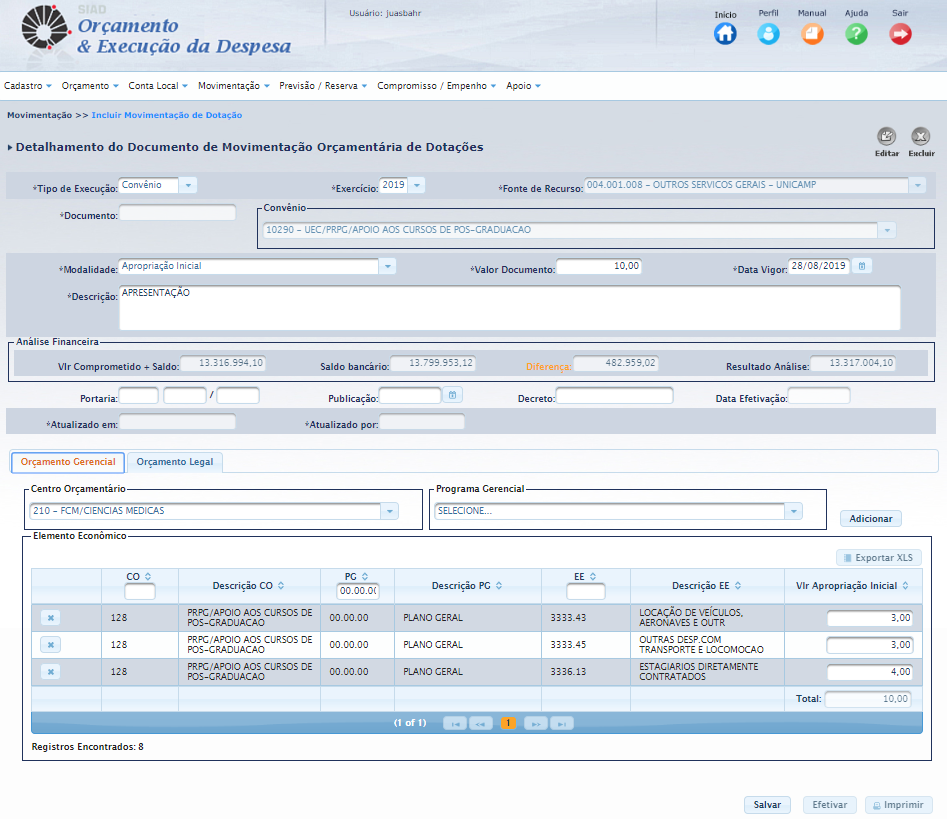 SIAD
Orçamento
& Execução da Despesa
Usuário: juasbahr
Início
Perfil
Manual
Ajuda
Sair
Cadastro
Orçamento
Conta Local
Movimentação
Previsão / Reserva
Compromisso / Empenho
Apoio
Movimentação >> Incluir Movimentação de Dotação
Detalhamento do Documento de Movimentação Orçamentária de Dotações
Editar
Excluir
*Tipo de Execução: Convênio
*Exercício: 2019
*Fonte de Recurso: 004.001.008 - OUTROS SERVICOS GERAIS - UNICAMP
*Documento:
Convênio
10290 - UEC/PRPG/APOIO AOS CURSOS DE POS-GRADUACAO
*Modalidade: Apropriação Inicial
*Valor Documento: 10,00
*Data Vigor: 28/08/2019
*Descrição: APRESENTAÇÃO
Análise Financeira
Vlr Comprometido + Saldo: 13.316.994,10
Saldo bancário: 13.799.953,12
Diferença: 482.959,02
Resultado Análise: 13.317.004,10
Portaria: /
Publicação:
Decreto:
Data Efetivação:
*Atualizado em:
*Atualizado por:
Orçamento Gerencial
Orçamento Legal
Centro Orçamentário
210 - FCM/CIENCIAS MEDICAS
Programa Gerencial
SELECIONE...
Adicionar
Elemento Econômico
Exportar XLS
CO
Descrição CO
PG
00.00.00
Descrição PG
EE
Descrição EE
Vlr Apropriação Inicial
128
PRPG/APOIO AOS CURSOS DE
POS-GRADUACAO
00.00.00
PLANO GERAL
3333.43
LOCAÇÃO DE VEÍCULOS,
AERONAVES E OUTR
3,00
128
PRPG/APOIO AOS CURSOS DE
POS-GRADUACAO
00.00.00
PLANO GERAL
3333.45
OUTRAS DESP.COM
TRANSPORTE E LOCOMOCAO
3,00
128
PRPG/APOIO AOS CURSOS DE
POS-GRADUACAO
00.00.00
PLANO GERAL
3336.13
ESTAGIARIOS DIRETAMENTE
CONTRATADOS
4,00
Total: 10,00
(1 of 1)
1
Registros Encontrados: 8
Salvar
Efetivar
Imprimir